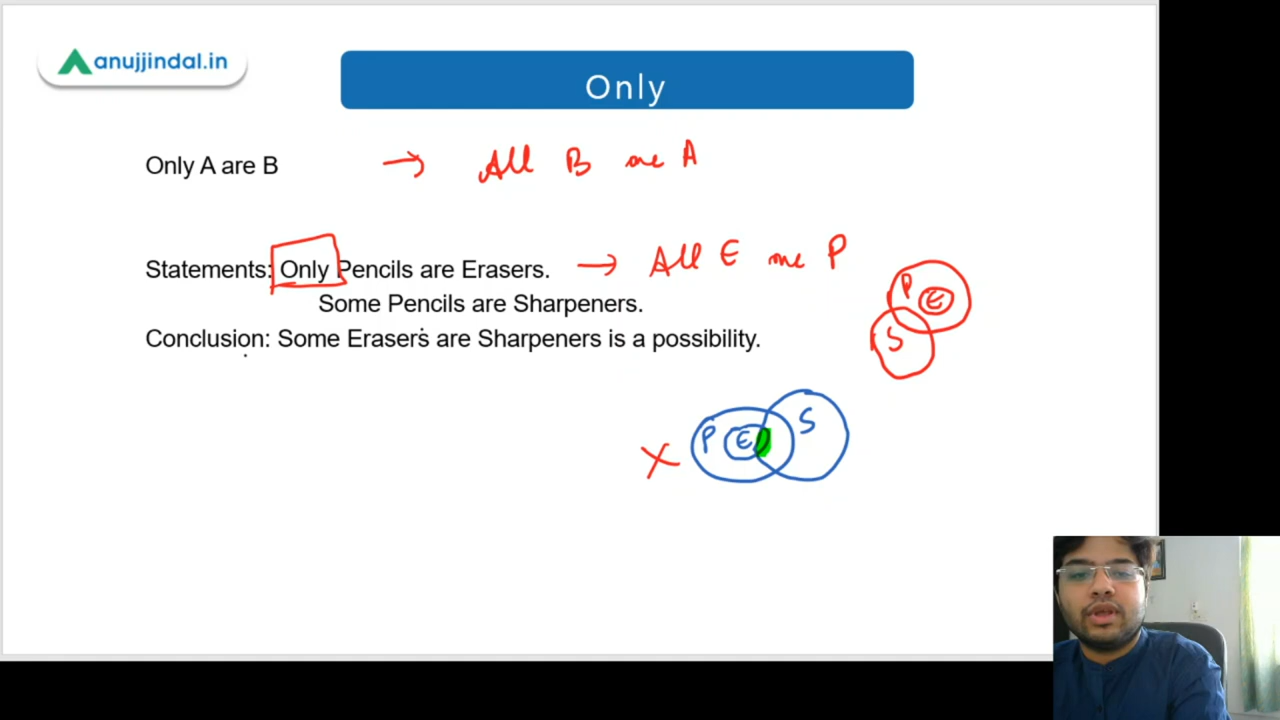 anujjindal.in
Only
Only A are B → All B are A
Statements: Only Pencils are Erasers. → All E are P
Some Pencils are Sharpeners.
Conclusion: Some Erasers are Sharpeners is a possibility.
P E
S
P E S